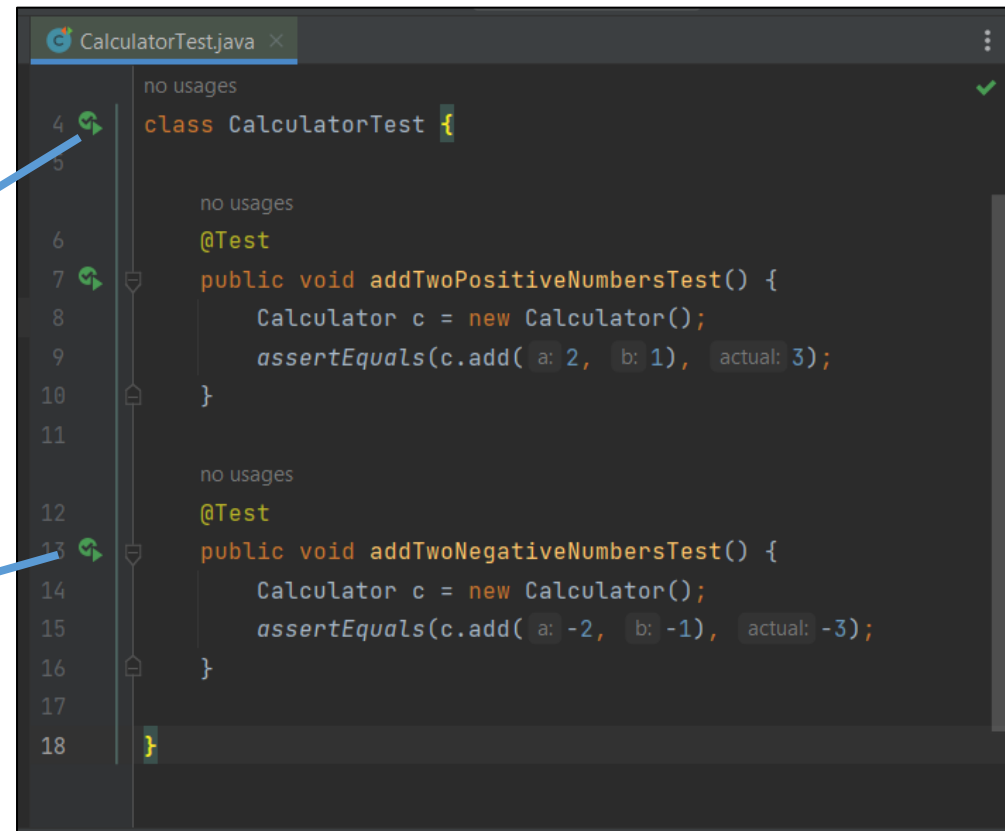 CalculatorTest.java
no usages
4 class CalculatorTest {
5
no usages
6 @Test
7 public void addTwoPositiveNumbersTest() {
8 Calculator c = new Calculator();
9 assertEquals(c.add( a: 2, b: 1), actual: 3);
10 }
11
no usages
12 @Test
13 public void addTwoNegativeNumbersTest() {
14 Calculator c = new Calculator();
15 assertEquals(c.add( a: -2, b: -1), actual: -3);
16 }
17
18 }